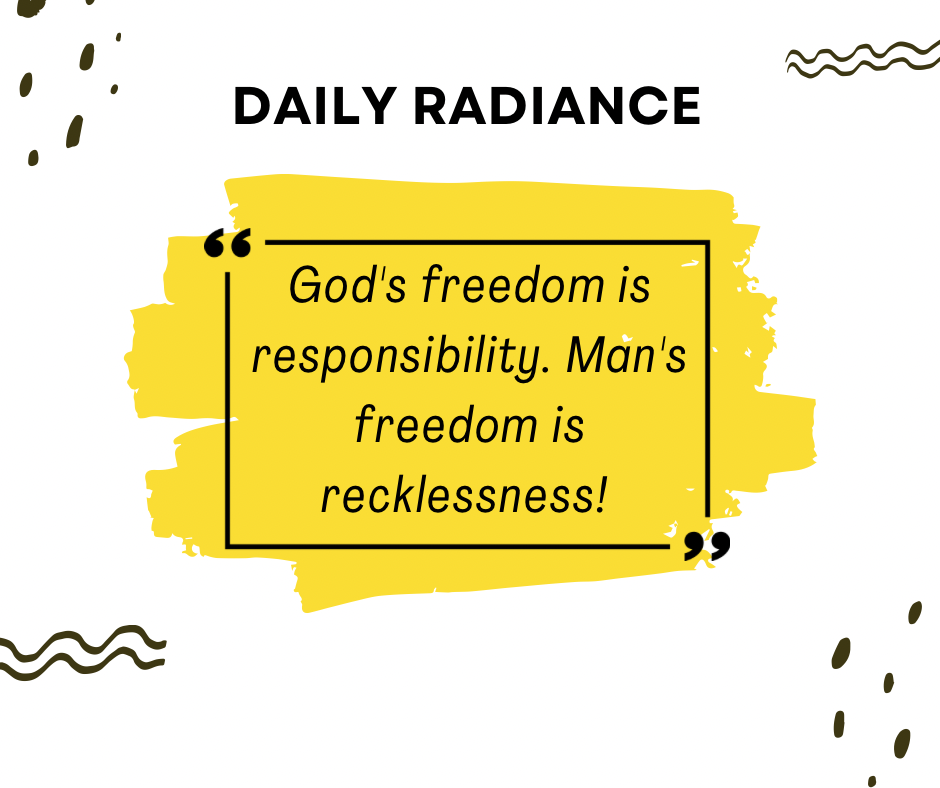 DAILY RADIANCE
“
God's freedom is
responsibility. Man's
freedom is
recklessness!
”